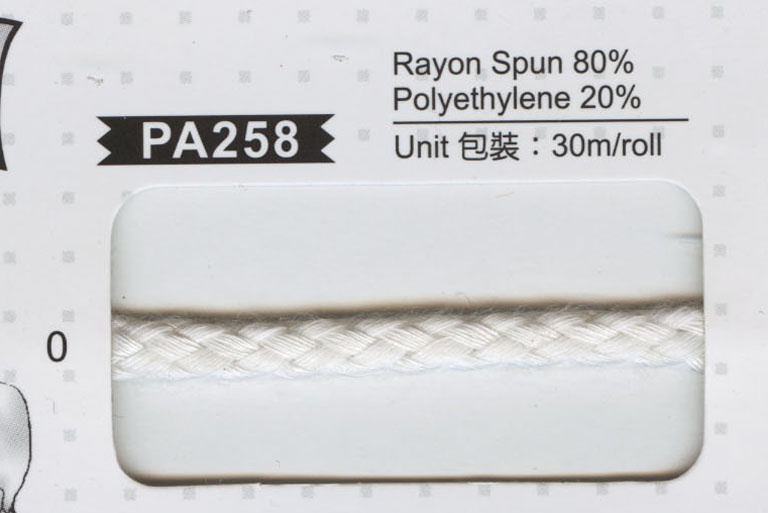 Rayon Spun 80%
Polyethylene 20%
PA258
Unit 包裝：30m/roll
0